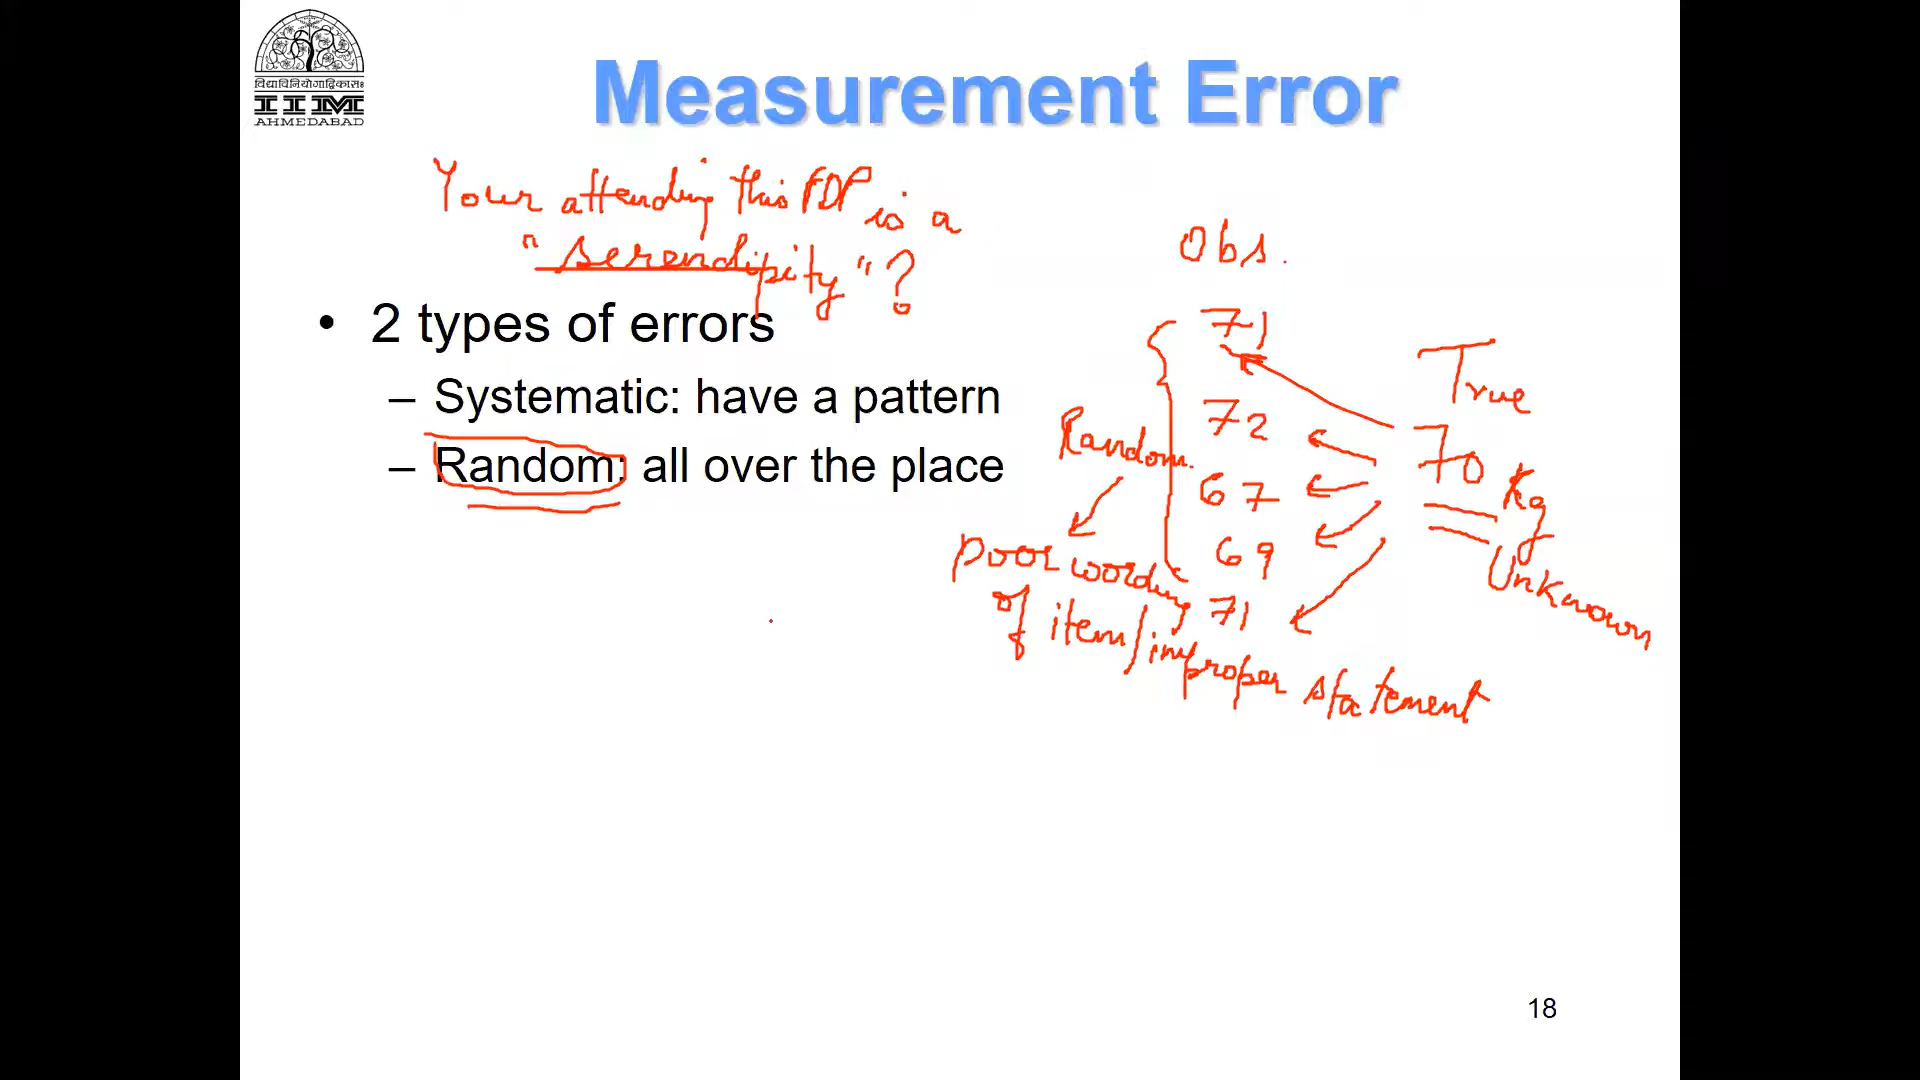 विद्याविनियोगाद्विकासः
IIM
AHMEDABAD
Measurement Error
Your attending this FDP is a
"serendipity"?
• 2 types of errors
– Systematic: have a pattern
– Random: all over the place
Obs.
71
72
67
69
71
True
70 Kg
Unknown
Random.
poor wording
of item/improper statement
18